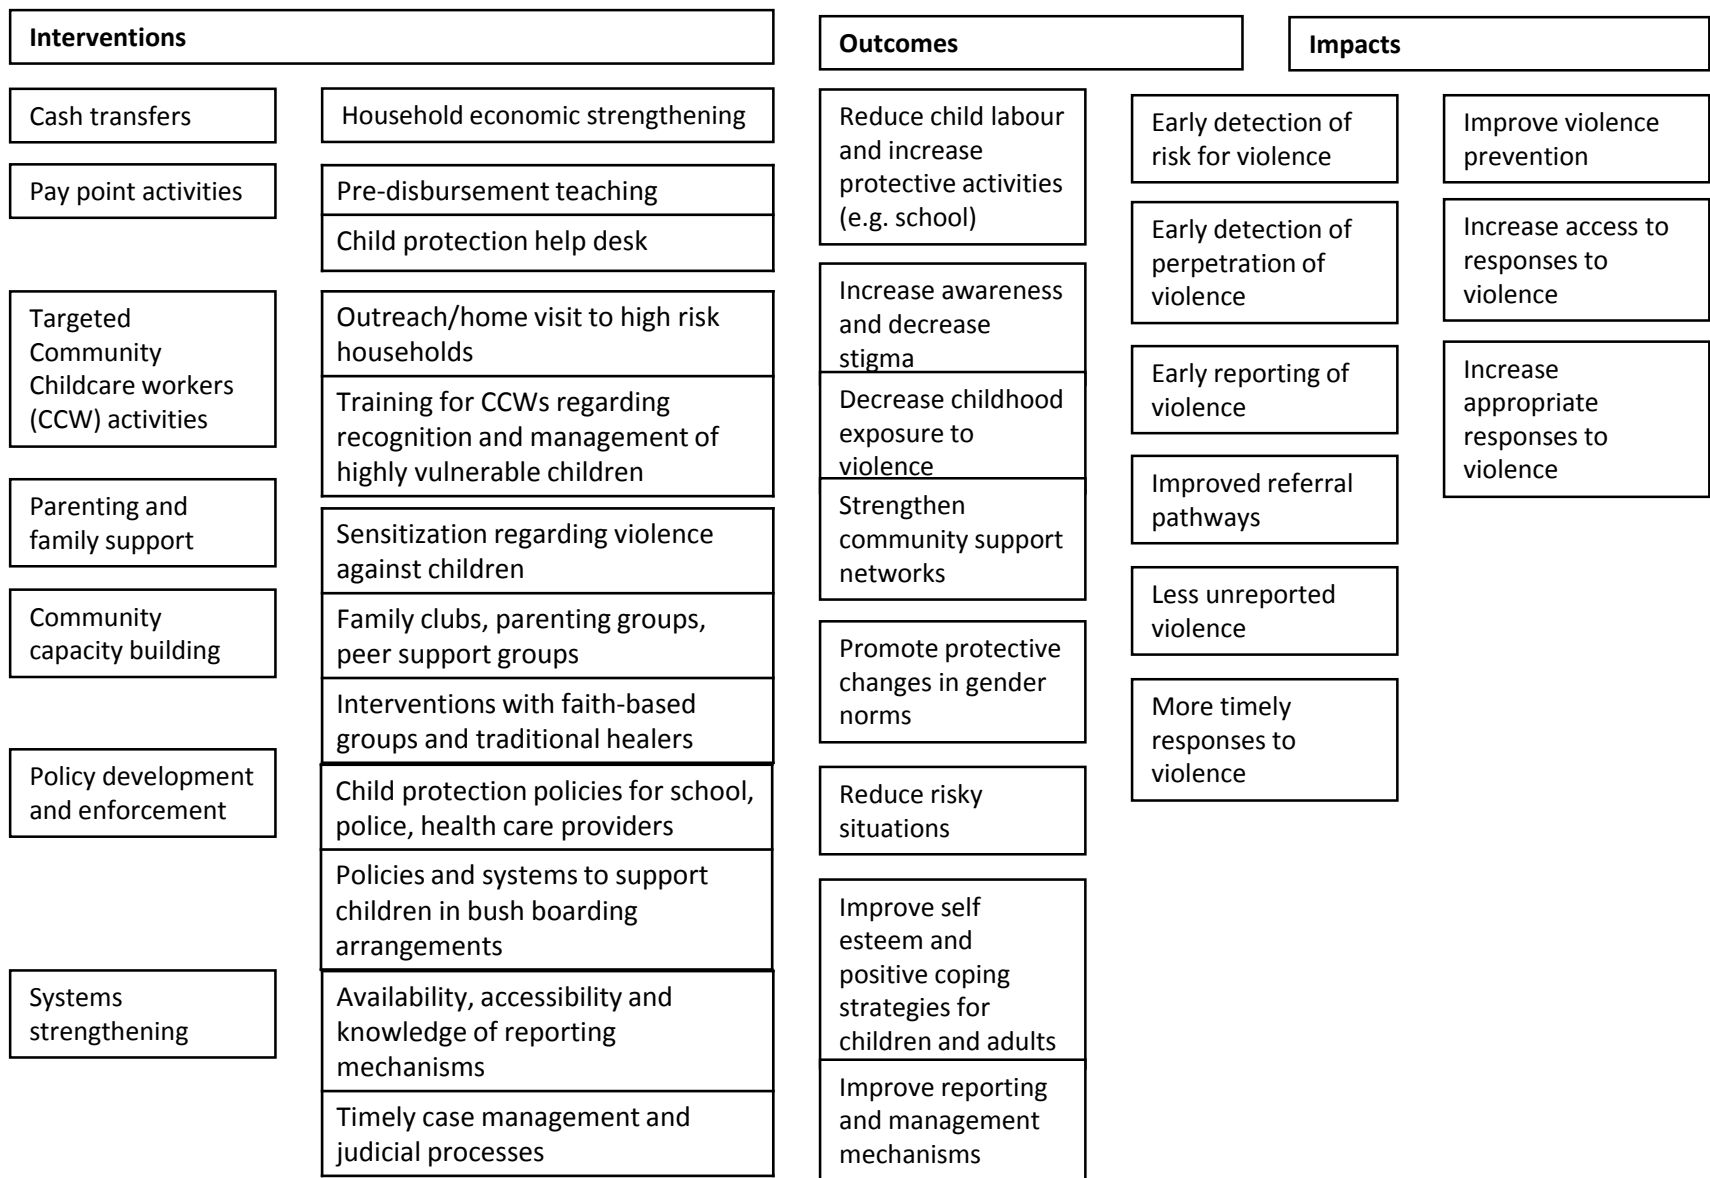 Interventions
Outcomes
Impacts
Cash transfers
Pay point activities
Targeted
Community
Childcare workers
(CCW) activities
Parenting and
family support
Community
capacity building
Policy development
and enforcement
Systems
strengthening
Household economic strengthening
Pre-disbursement teaching
Child protection help desk
Outreach/home visit to high risk
households
Training for CCWs regarding
recognition and management of
highly vulnerable children
Sensitization regarding violence
against children
Family clubs, parenting groups,
peer support groups
Interventions with faith-based
groups and traditional healers
Child protection policies for school,
police, health care providers
Policies and systems to support
children in bush boarding
arrangements
Availability, accessibility and
knowledge of reporting
mechanisms
Timely case management and
judicial processes
Reduce child labour
and increase
protective activities
(e.g. school)
Increase awareness
and decrease
stigma
Decrease childhood
exposure to
violence
Strengthen
community support
networks
Promote protective
changes in gender
norms
Reduce risky
situations
Improve self
esteem and
positive coping
strategies for
children and adults
Improve reporting
and management
mechanisms
Early detection of
risk for violence
Early detection of
perpetration of
violence
Early reporting of
violence
Improved referral
pathways
Less unreported
violence
More timely
responses to
violence
Improve violence
prevention
Increase access to
responses to
violence
Increase
appropriate
responses to
violence